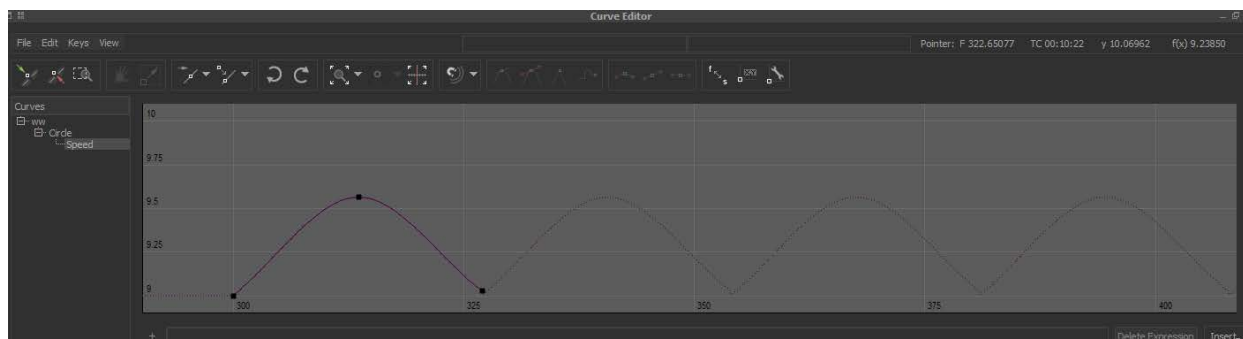 Curve Editor
File Edit Keys View
Pointer: F 322.65077 TC 00:10:22 y 10.06962 f(x) 9.23850
Curves
ww
Circle
Speed
10
9.75
9.5
9.25
9
300 325 350 375 400
+
Delete Expression Insert